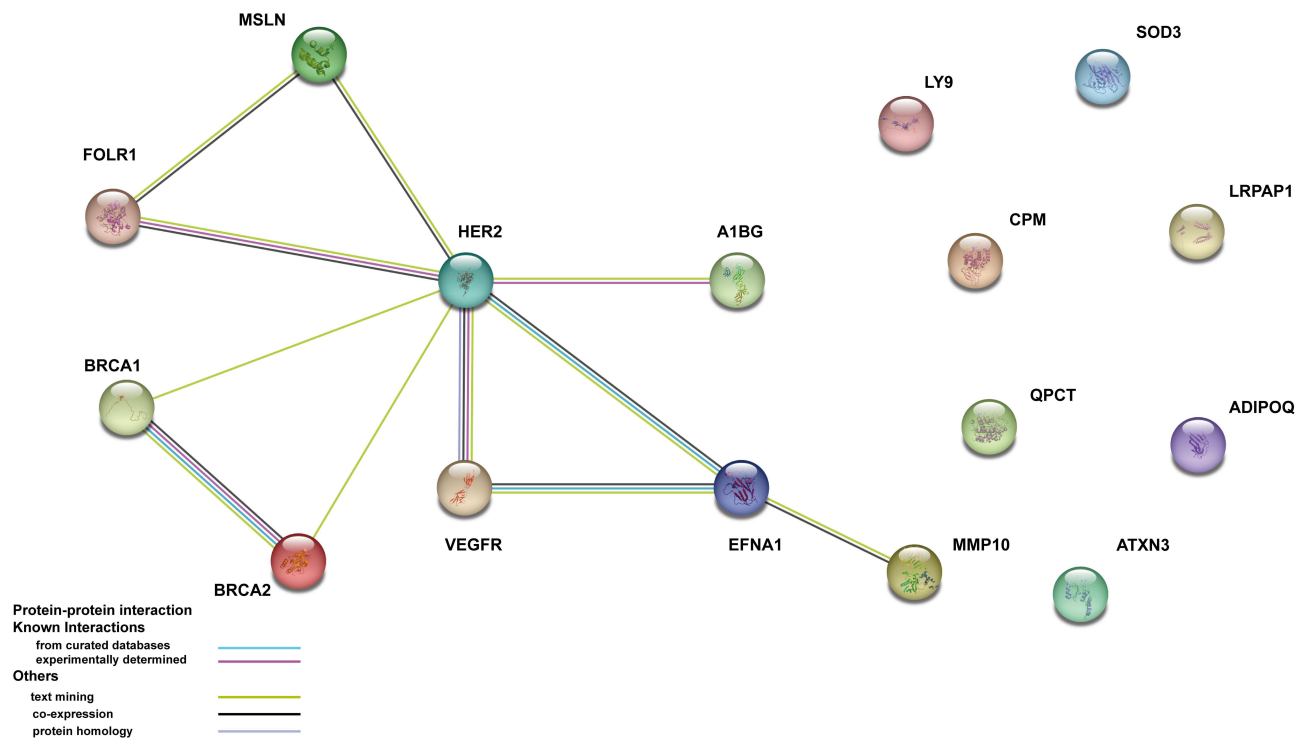 MSLN
SOD3
LY9
FOLR1
LRPAP1
CPM
HER2
A1BG
BRCA1
QPCT
ADIPOQ
VEGFR
EFNA1
MMP10
ATXN3
BRCA2
Protein-protein interaction
Known Interactions
from curated databases
experimentally determined
Others
text mining
co-expression
protein homology